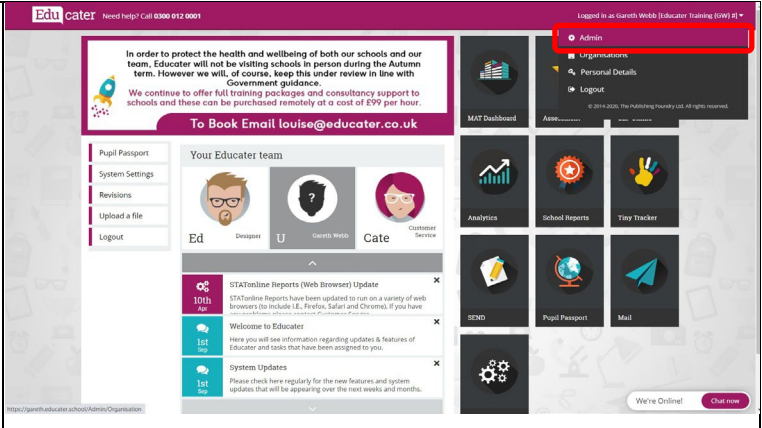 Educater Need help? Call 0300 012 0001
Logged in as Gareth Webb [Educater Training (GW) #]
Admin
Organisations
Personal Details
Logout
© 2014-2020, The Publishing Foundry Ltd. All rights reserved.
In order to protect the health and wellbeing of both our schools and our
team, Educater will not be visiting schools in person during the Autumn
term. However we will, of course, keep this under review in line with
Government guidance.
We continue to offer full training packages and consultancy support to
schools and these can be purchased remotely at a cost of £99 per hour.
To Book Email louise@educater.co.uk
MAT Dashboard
Pupil Passport
System Settings
Revisions
Upload a file
Logout
Your Educater team
?
Ed Designer
U Gareth Webb
Cate Customer
Service
10th
Apr
STATonline Reports (Web Browser) Update
STATonline Reports have been updated to run on a variety of web
browsers (to include I.E., Firefox, Safari and Chrome). If you have
1st
Sep
Welcome to Educater
Here you will see information regarding updates & features of
Educater and tasks that have been assigned to you.
1st
Sep
System Updates
Please check here regularly for the new features and system
updates that will be appearing over the next weeks and months.
Analytics
School Reports
Tiny Tracker
SEND
Pupil Passport
Mail
We're Online!
Chat now
https://gareth.educater.school/Admin/Organisation